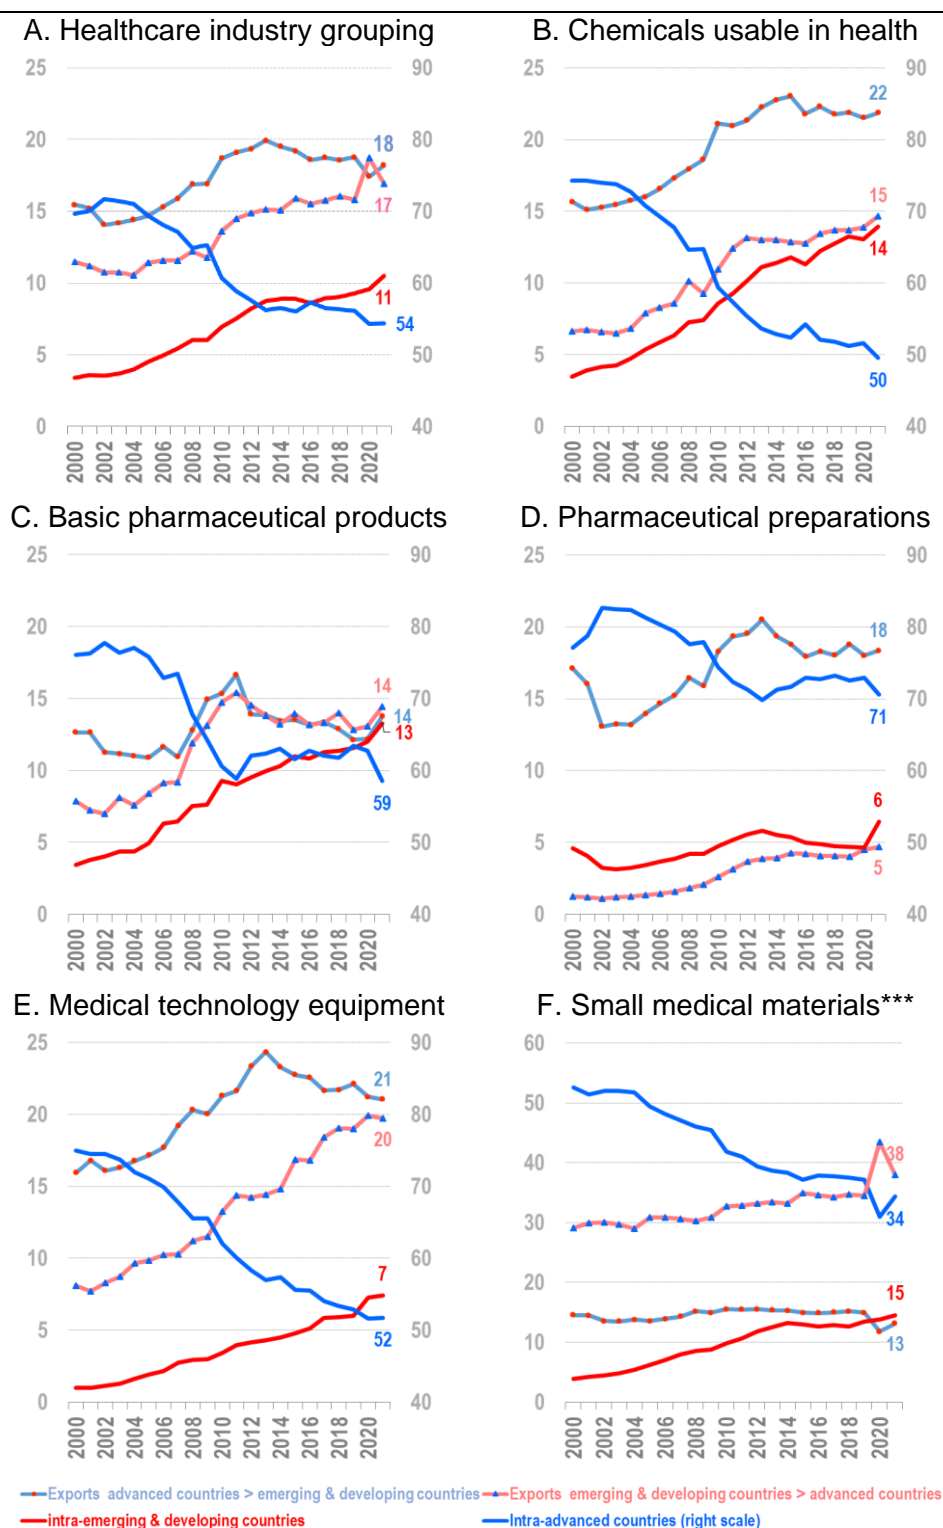 A. Healthcare industry grouping
B. Chemicals usable in health
25 90 25 90
20 80 20 80
15 70 15 70
10 60 10 60
5 50 5 50
0 40 0 40
18
17
11
54
22
15
14
50
2000 2002 2004 2006 2008 2010 2012 2014 2016 2018 2020
2000 2002 2004 2006 2008 2010 2012 2014 2016 2018 2020
C. Basic pharmaceutical products
D. Pharmaceutical preparations
25 90 25 90
20 80 20 80
15 70 15 70
10 60 10 60
5 50 5 50
0 40 0 40
14
14
13
59
18
71
6
5
2000 2002 2004 2006 2008 2010 2012 2014 2016 2018 2020
2000 2002 2004 2006 2008 2010 2012 2014 2016 2018 2020
E. Medical technology equipment
F. Small medical materials***
25 90 60
20 80 50
15 70 40
10 60 30
5 50 20
0 40 10
0
21
20
7
52
38
34
15
13
2000 2002 2004 2006 2008 2010 2012 2014 2016 2018 2020
2000 2002 2004 2006 2008 2010 2012 2014 2016 2018 2020
Exports advanced countries > emerging & developing countries
Exports emerging & developing countries > advanced countries
intra-emerging & developing countries
Intra-advanced countries (right scale)